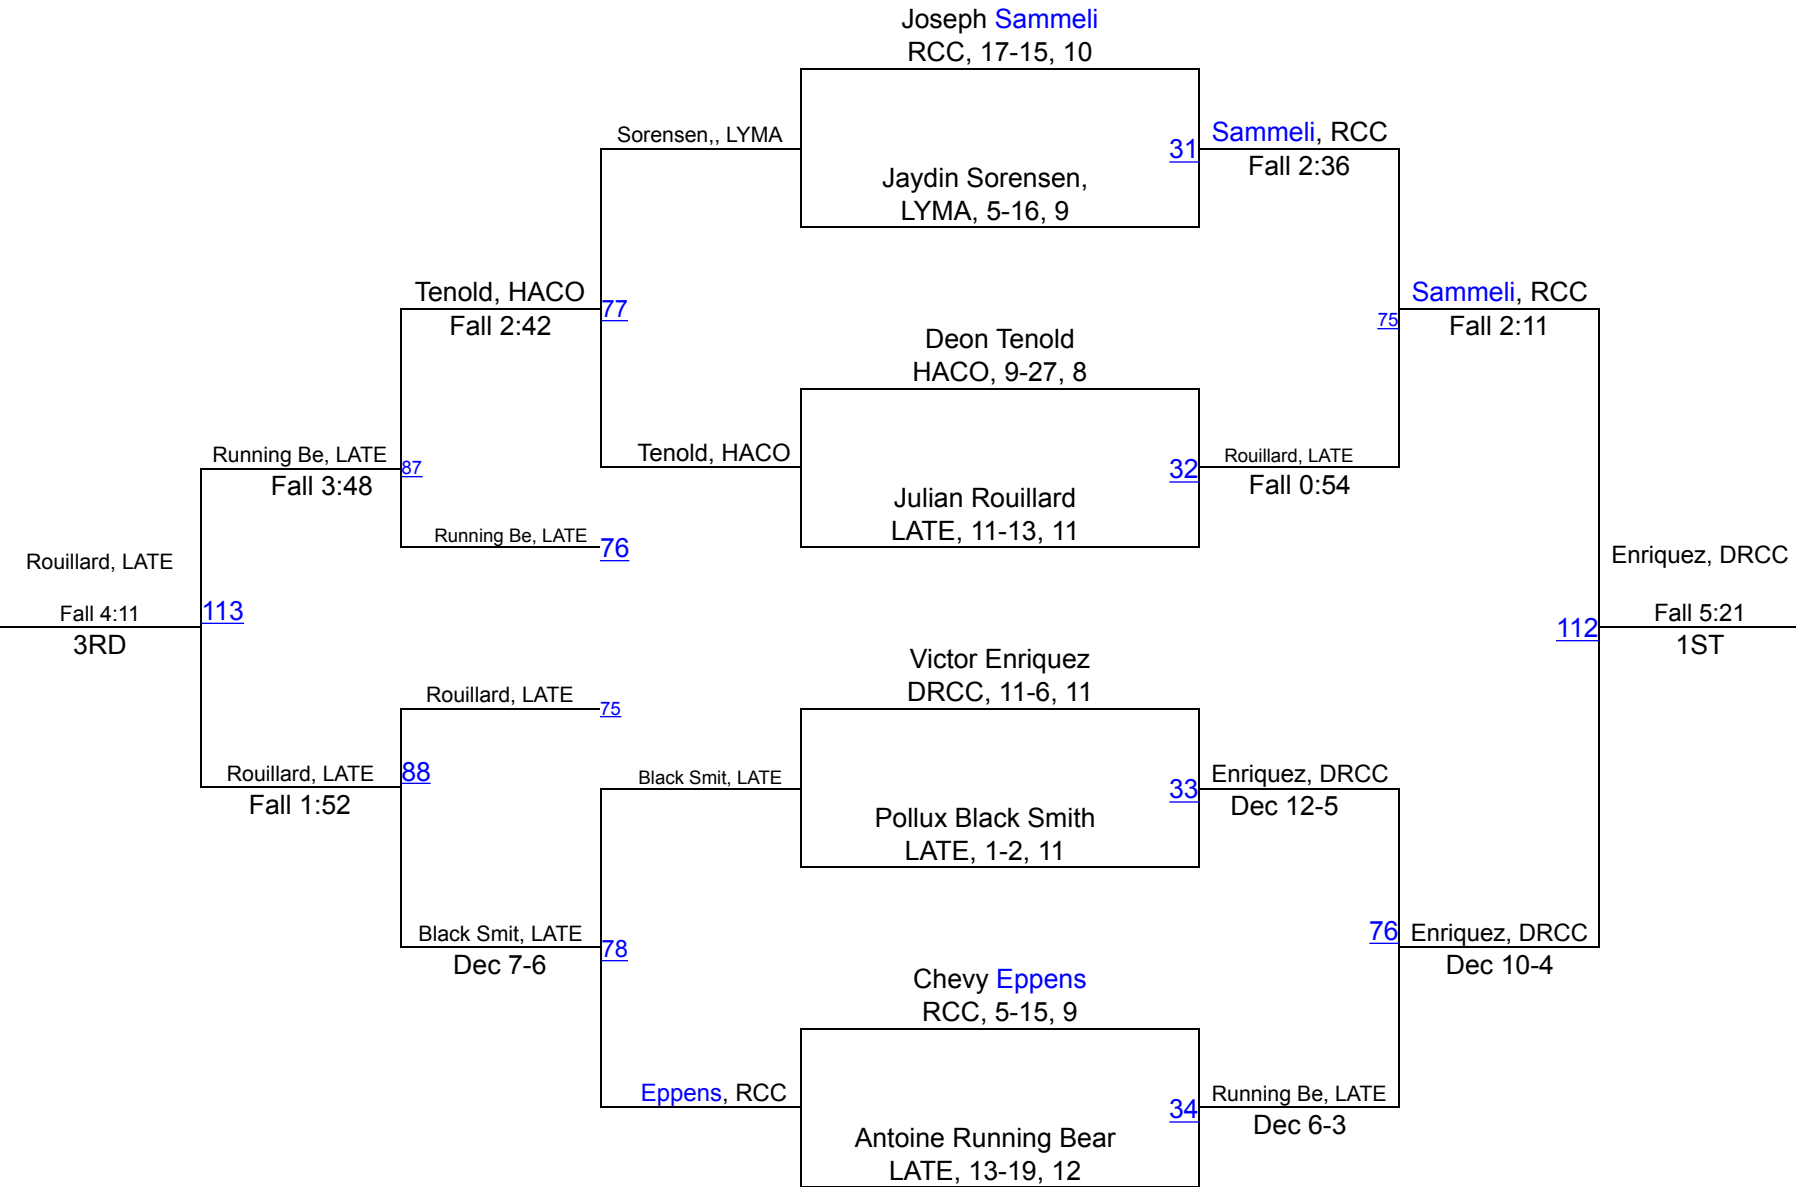 Joseph Sammeli
RCC, 17-15, 10
Sorensen,, LYMA
31
Sammeli, RCC
Fall 2:36
Jaydin Sorensen,
LYMA, 5-16, 9
Tenold, HACO
Fall 2:42
77
Sammeli, RCC
Fall 2:11
75
Deon Tenold
HACO, 9-27, 8
Running Be, LATE
Fall 3:48
87
Tenold, HACO
32
Rouillard, LATE
Fall 0:54
Julian Rouillard
LATE, 11-13, 11
Running Be, LATE
76
Rouillard, LATE
Fall 4:11
3RD
113
Enriquez, DRCC
Fall 5:21
1ST
112
Victor Enriquez
DRCC, 11-6, 11
Rouillard, LATE
75
Rouillard, LATE
Fall 1:52
88
Black Smit, LATE
33
Enriquez, DRCC
Dec 12-5
Pollux Black Smith
LATE, 1-2, 11
Black Smit, LATE
Dec 7-6
78
76
Enriquez, DRCC
Dec 10-4
Chevy Eppens
RCC, 5-15, 9
Eppens, RCC
34
Running Be, LATE
Dec 6-3
Antoine Running Bear
LATE, 13-19, 12